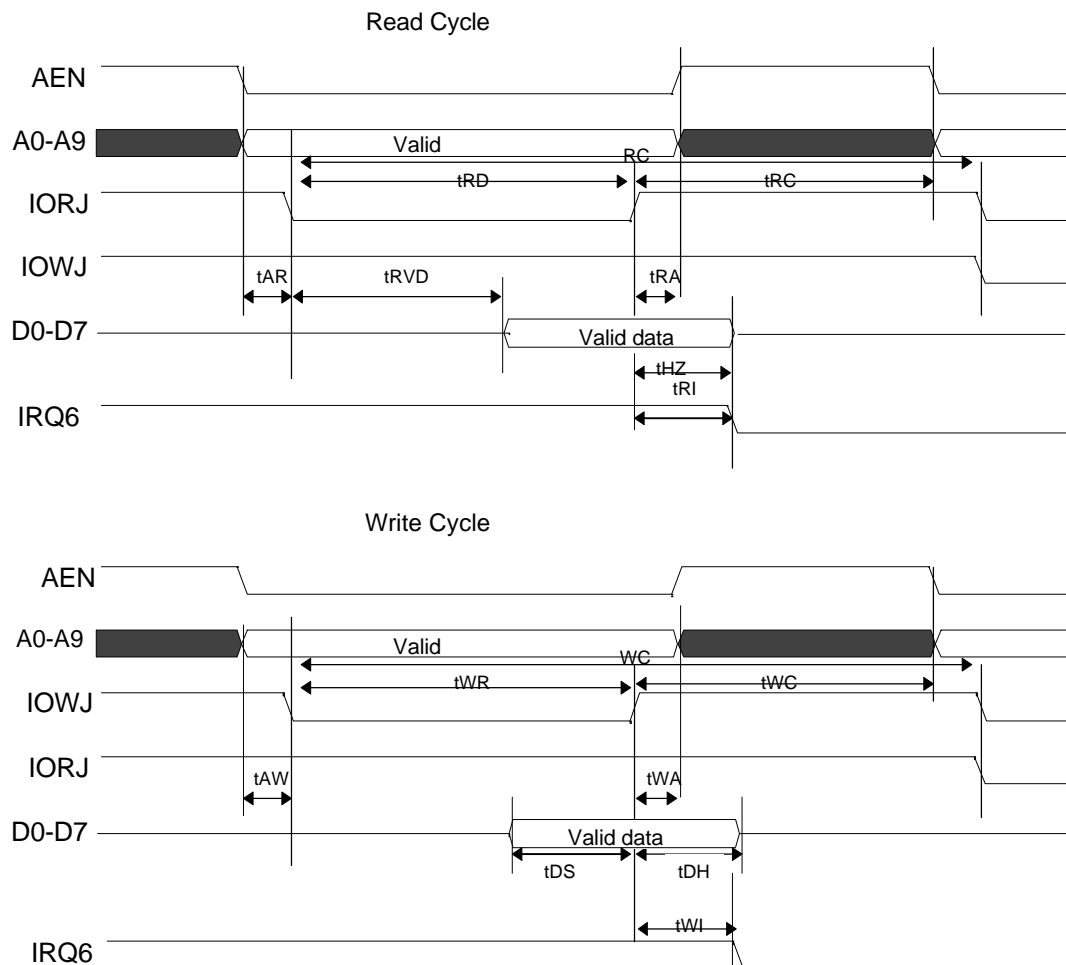 Read Cycle
AEN
A0-A9
Valid
RC
tRD
tRC
IORJ
IOWJ
tAR
tRVD
tRA
D0-D7
Valid data
tHZ
tRI
IRQ6
Write Cycle
AEN
A0-A9
Valid
WC
tWR
tWC
IOWJ
IORJ
tAW
tWA
D0-D7
Valid data
tDS
tDH
tWI
IRQ6